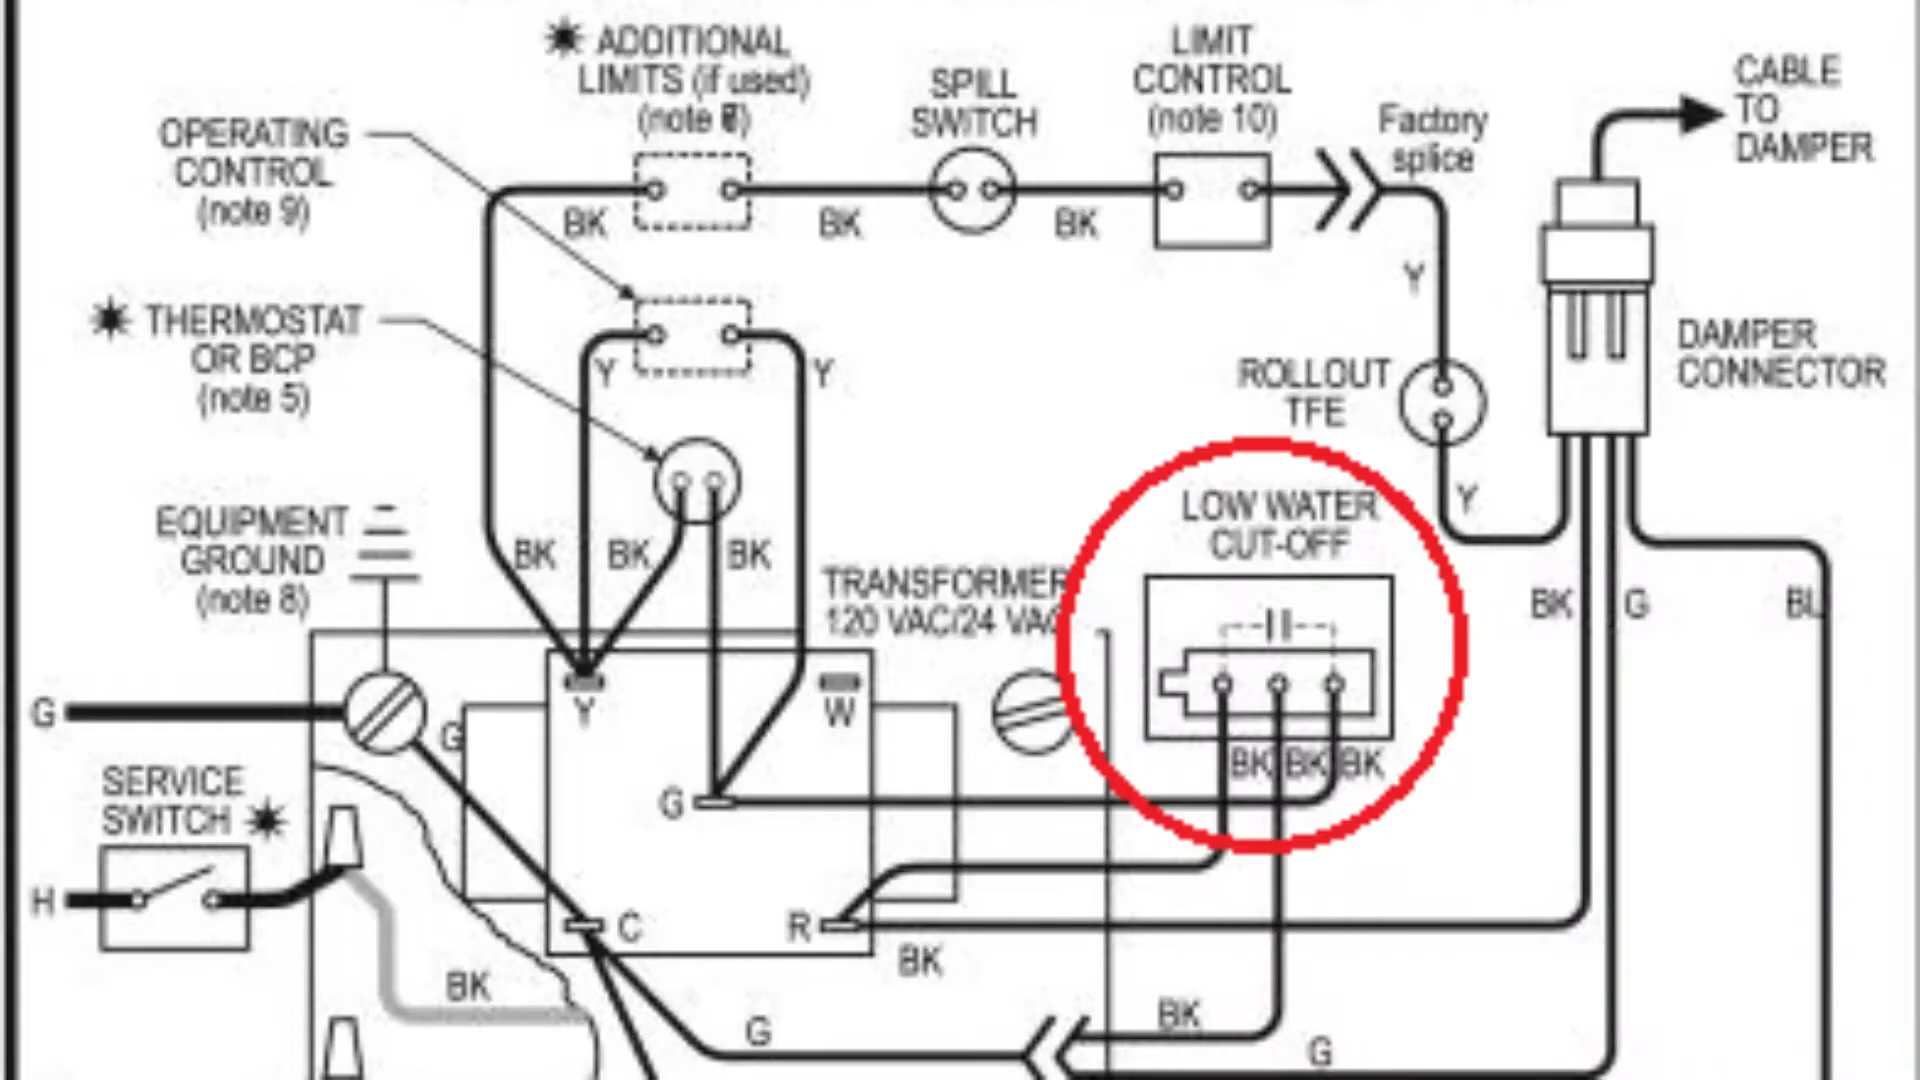 ✷ ADDITIONAL
LIMITS (if used)
(note 6)
SPILL
SWITCH
LIMIT
CONTROL
(note 10)
Factory
splice
CABLE
TO
DAMPER
OPERATING
CONTROL
(note 9)
BK
BK
BK
Y
✷ THERMOSTAT
OR BCP
(note 5)
Y
Y
ROLLOUT
TFE
DAMPER
CONNECTOR
Y
EQUIPMENT
GROUND
(note 8)
BK
BK
BK
TRANSFORMER
120 VAC/24 VAC
LOW WATER
CUT-OFF
BK
G
BL
G
G
Y
W
BK
BK
BK
SERVICE
SWITCH ✷
G
H
C
R
BK
BK
G
BK
G